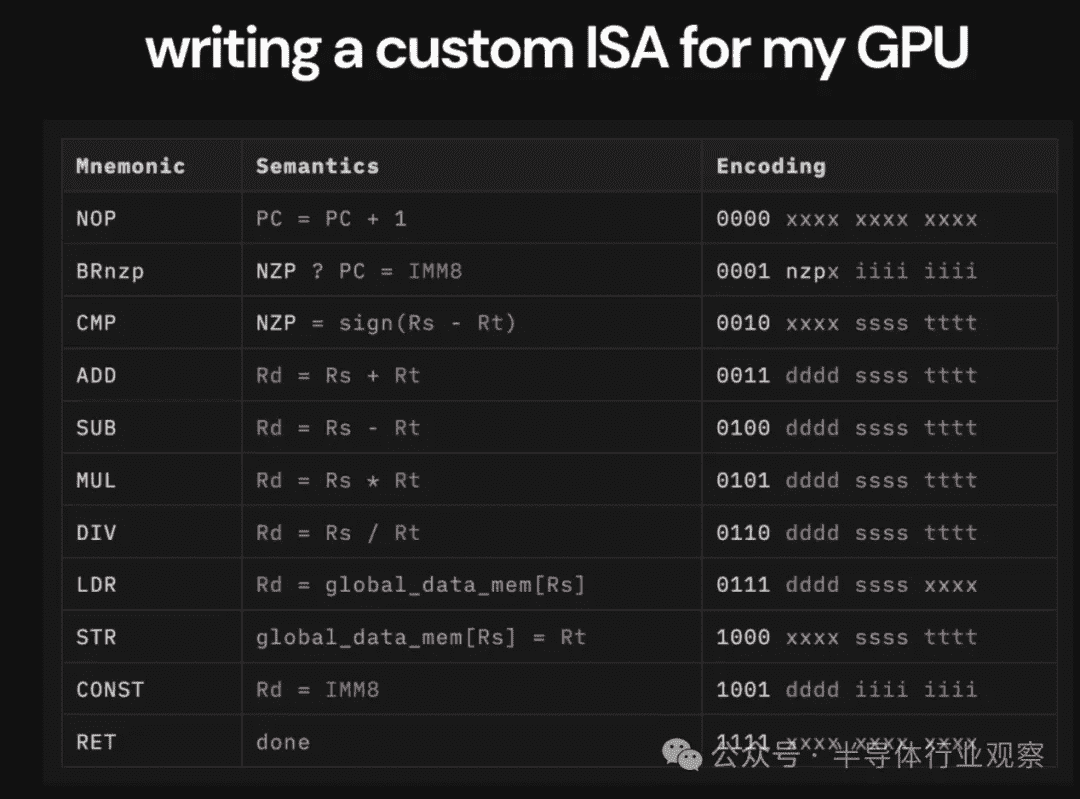 writing a custom ISA for my GPU
Mnemonic Semantics Encoding
NOP PC = PC + 1 0000 xxxx xxxx xxxx
BRnzp NZP ? PC = IMM8 0001 nzpx iiii iiii
CMP NZP = sign(Rs - Rt) 0010 xxxx ssss tttt
ADD Rd = Rs + Rt 0011 dddd ssss tttt
SUB Rd = Rs - Rt 0100 dddd ssss tttt
MUL Rd = Rs * Rt 0101 dddd ssss tttt
DIV Rd = Rs / Rt 0110 dddd ssss tttt
LDR Rd = global_data_mem[Rs] 0111 dddd ssss xxxx
STR global_data_mem[Rs] = Rt 1000 xxxx ssss tttt
CONST Rd = IMM8 1001 dddd iiii iiii
RET done 1111 xxxx xxxx xxxx
公众号 · 半导体行业观察